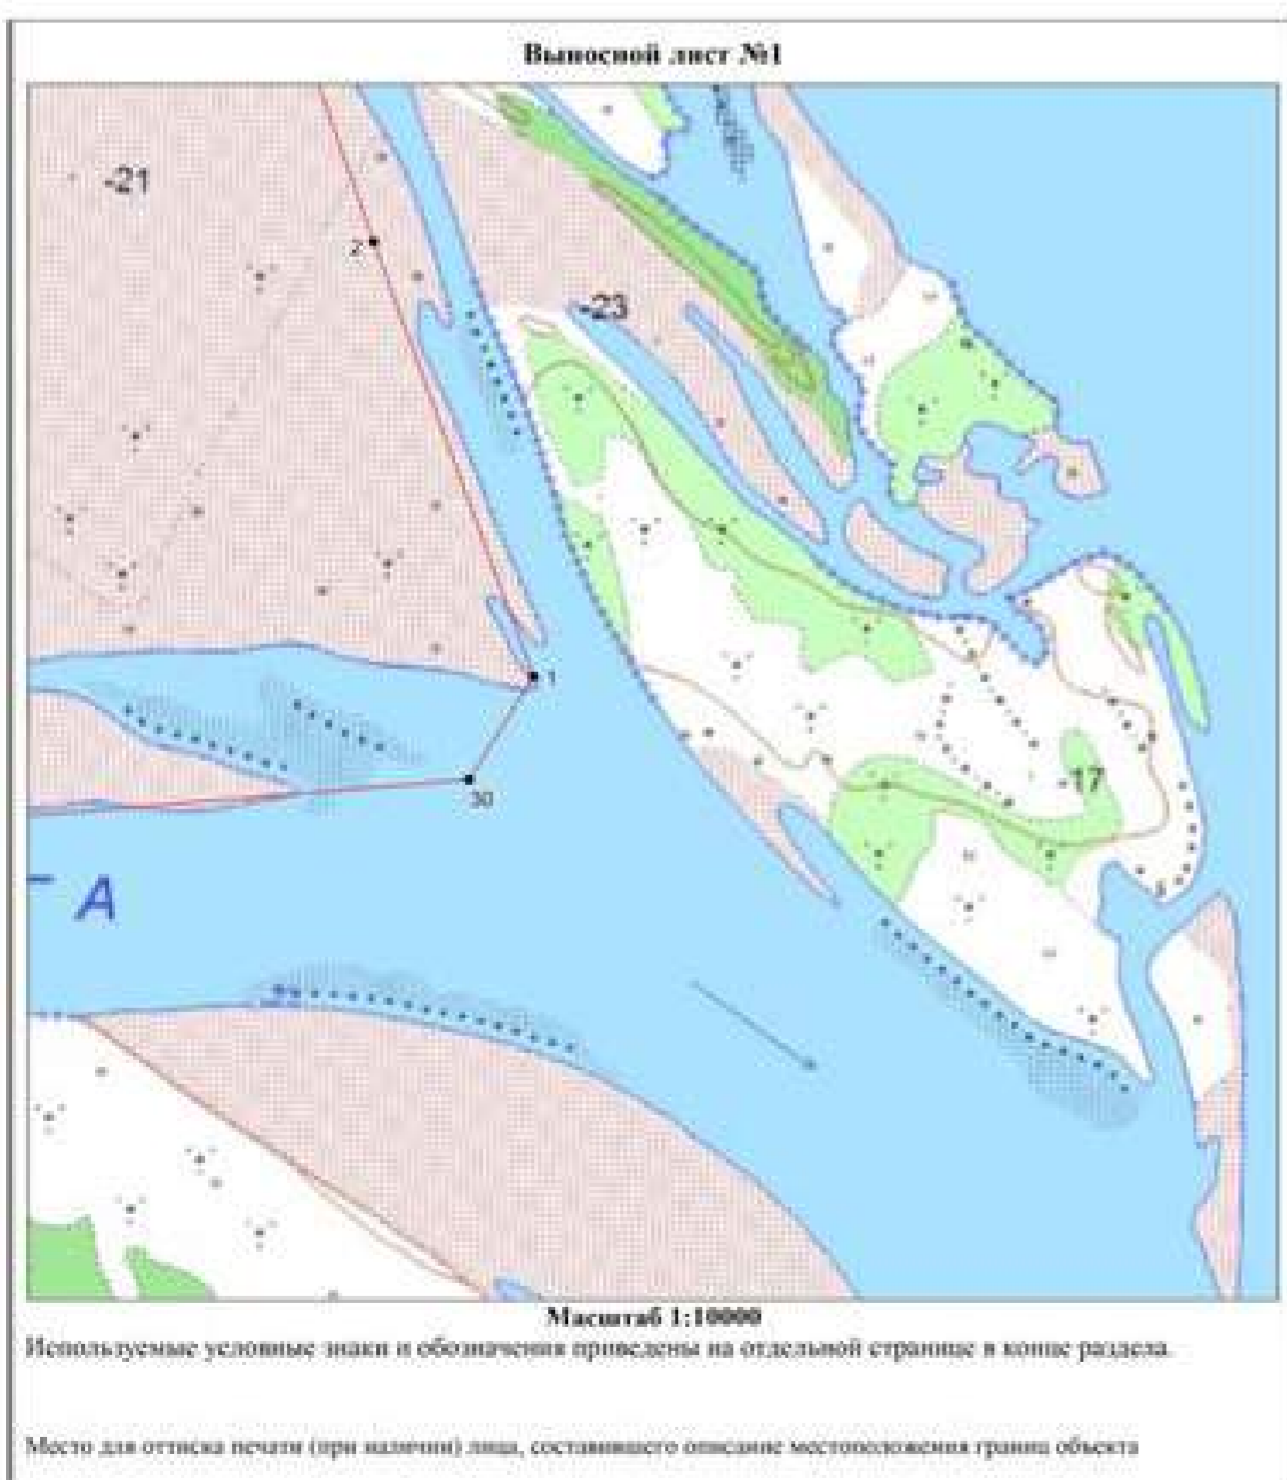 Выносной лист №1
-21
2
-23
1
-17
30
А
Масштаб 1:10000
Используемые условные знаки и обозначения приведены на отдельной странице в конце раздела.
Место для оттиска печати (при наличии) лица, составившего описание местоположения границ объекта